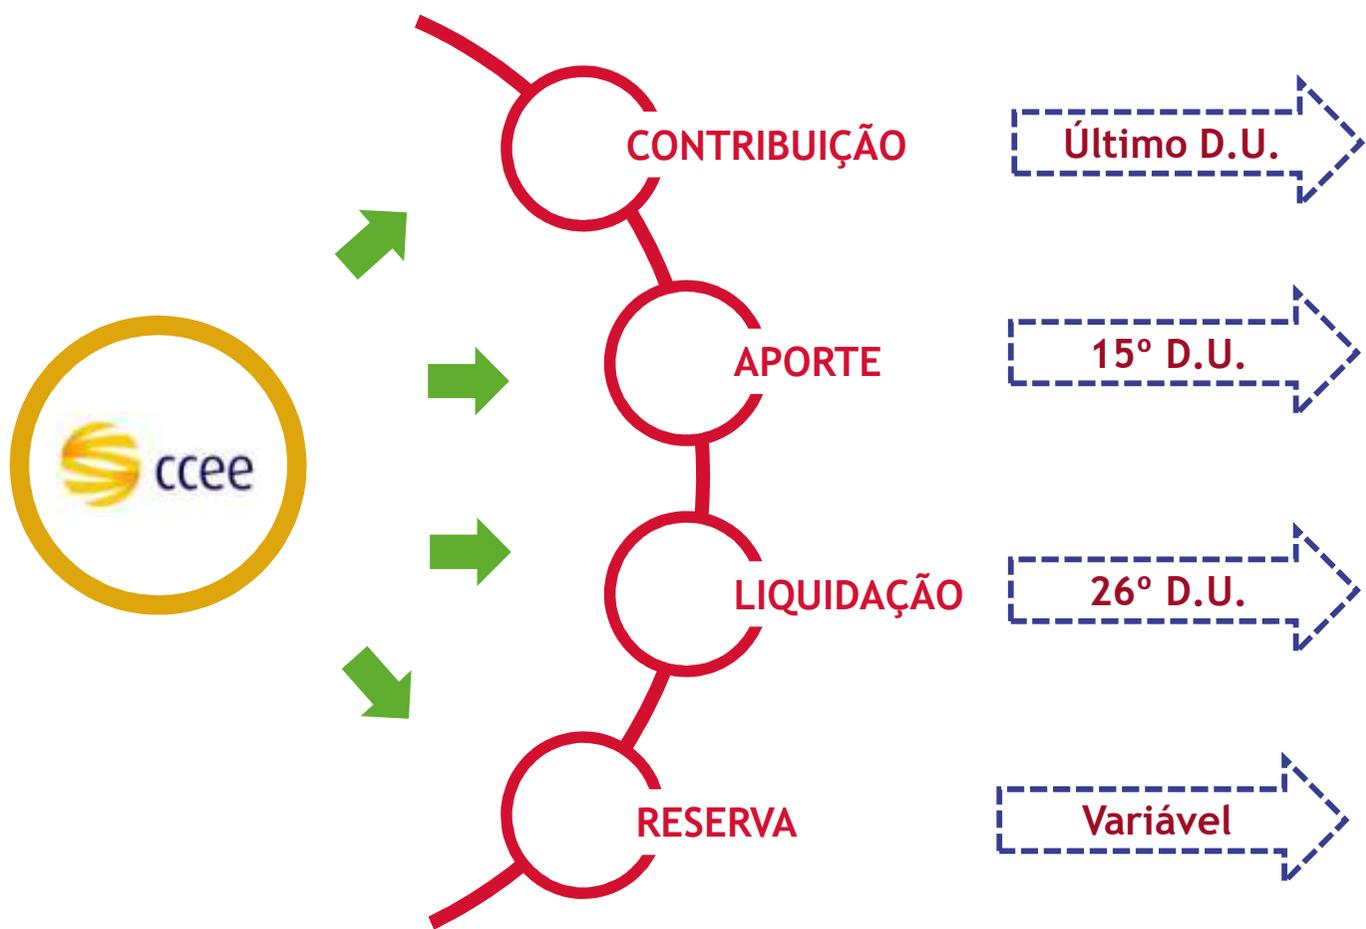 CONTRIBUIÇÃO
Último D.U.
APORTE
15º D.U.
ccee
LIQUIDAÇÃO
26º D.U.
RESERVA
Variável